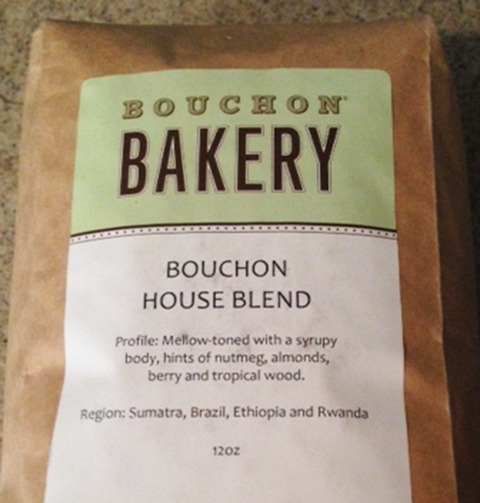 BOUCHON
BAKERY
BOUCHON
HOUSE BLEND
Profile: Mellow-toned with a syrupy
body, hints of nutmeg, almonds,
berry and tropical wood.
Region: Sumatra, Brazil, Ethiopia and Rwanda
12oz